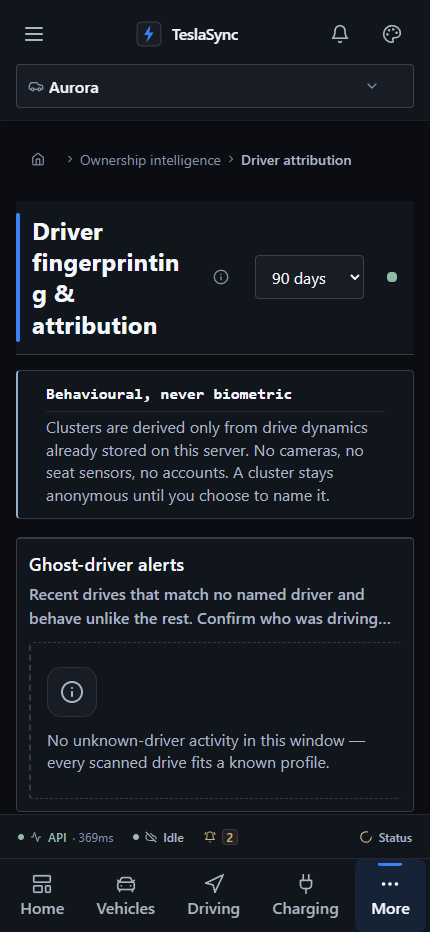 TeslaSync
Aurora
Ownership intelligence
Driver attribution
Driver
fingerprintin
g &
attribution
90 days
Behavioural, never biometric
Clusters are derived only from drive dynamics
already stored on this server. No cameras, no
seat sensors, no accounts. A cluster stays
anonymous until you choose to name it.
Ghost-driver alerts
Recent drives that match no named driver and
behave unlike the rest. Confirm who was driving...
No unknown-driver activity in this window —
every scanned drive fits a known profile.
API · 369ms
Idle
2
Status
Home
Vehicles
Driving
Charging
More